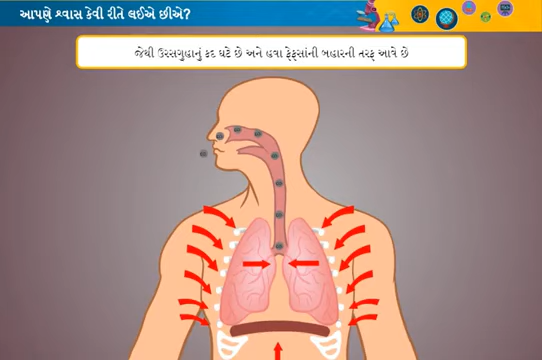 આપણે શ્વાસ કેવી રીતે લઈએ છીએ?
જેથી ઉરસગુહાનું કદ ઘટે છે અને હવા ફેફસાંની બહારની તરફ આવે છે